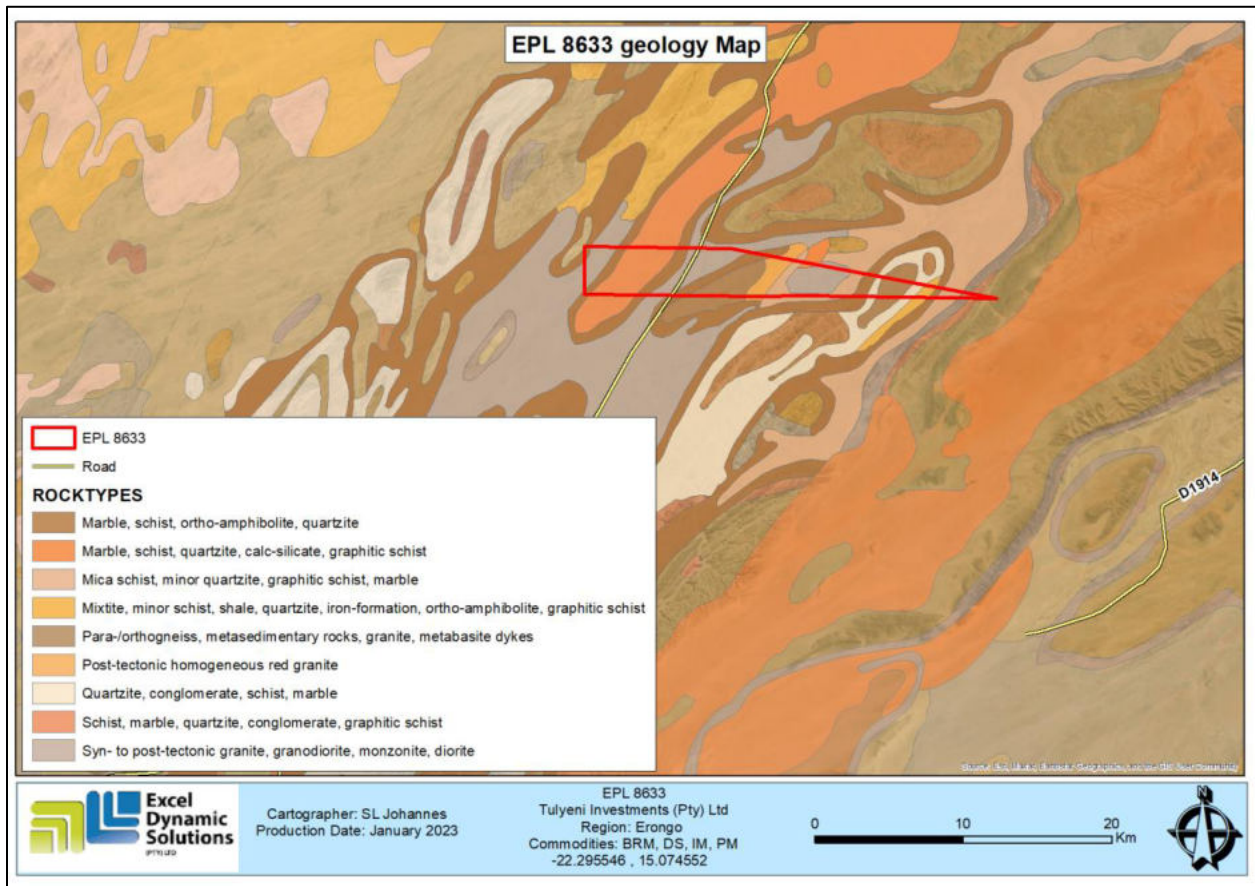 EPL 8633 geology Map
D1914
EPL 8633
Road
ROCKTYPES
Marble, schist, ortho-amphibolite, quartzite
Marble, schist, quartzite, calc-silicate, graphitic schist
Mica schist, minor quartzite, graphitic schist, marble
Mixtite, minor schist, shale, quartzite, iron-formation, ortho-amphibolite, graphitic schist
Para-/orthogneiss, metasedimentary rocks, granite, metabasite dykes
Post-tectonic homogeneous red granite
Quartzite, conglomerate, schist, marble
Schist, marble, quartzite, conglomerate, graphitic schist
Syn- to post-tectonic granite, granodiorite, monzonite, diorite
Excel
Dynamic
Solutions
(PTY) LTD
Cartographer: SL Johannes
Production Date: January 2023
EPL 8633
Tulyeni Investments (Pty) Ltd
Region: Erongo
Commodities: BRM, DS, IM, PM
-22.295546 , 15.074552
0 10 20
Km
N